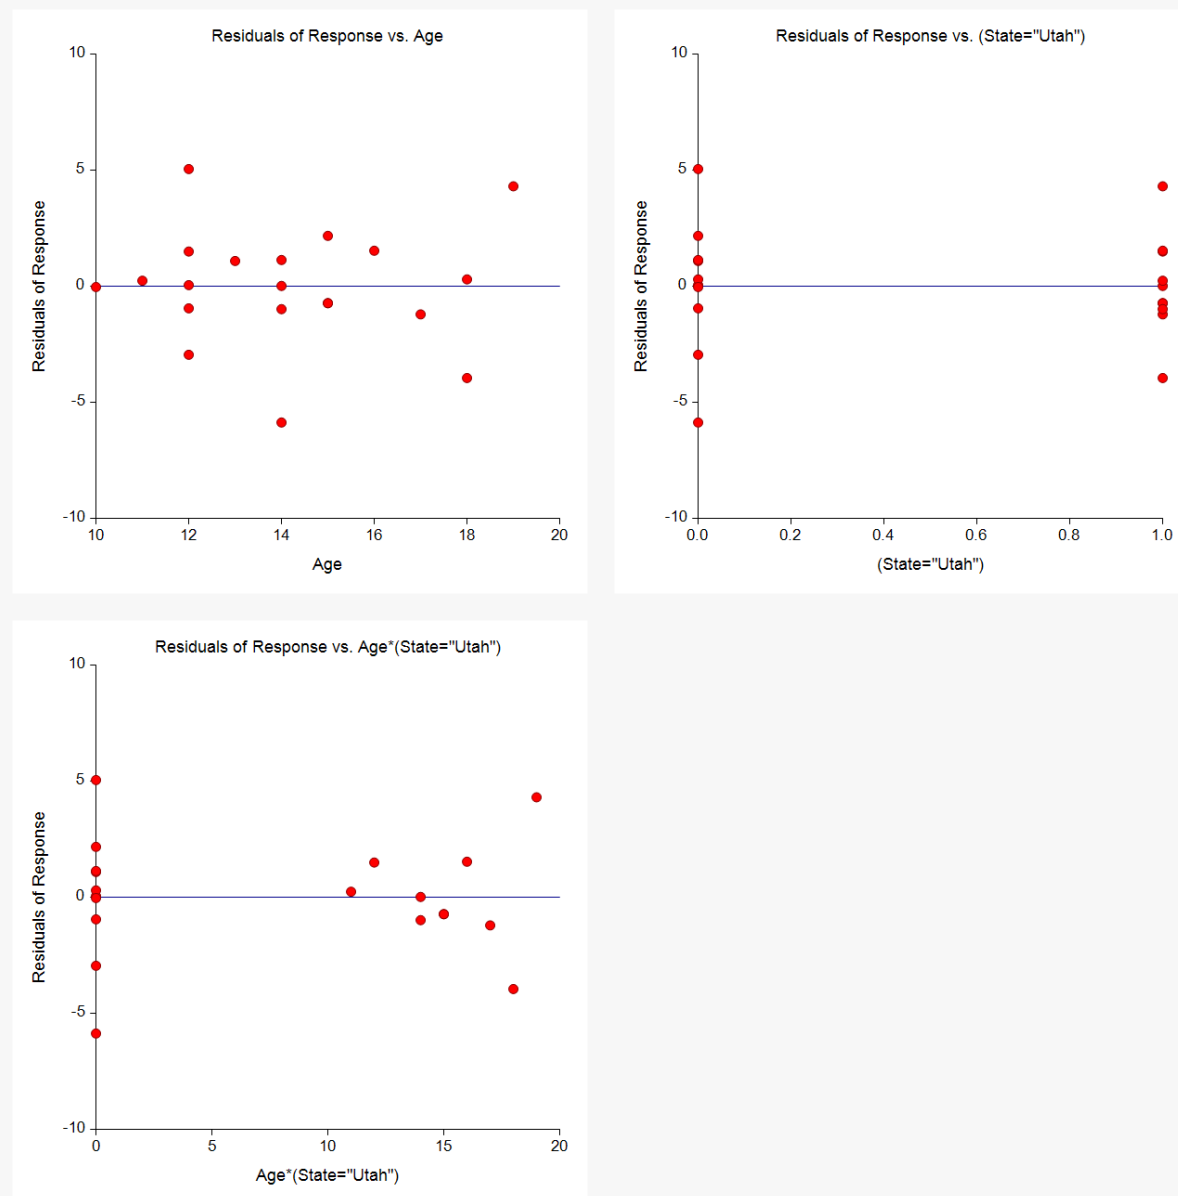 Residuals of Response vs. Age
10
5
0
-5
-10
Residuals of Response
10 12 14 16 18 20
Age
Residuals of Response vs. (State="Utah")
10
5
0
-5
-10
Residuals of Response
0.0 0.2 0.4 0.6 0.8 1.0
(State="Utah")
Residuals of Response vs. Age*(State="Utah")
10
5
0
-5
-10
Residuals of Response
0 5 10 15 20
Age*(State="Utah")